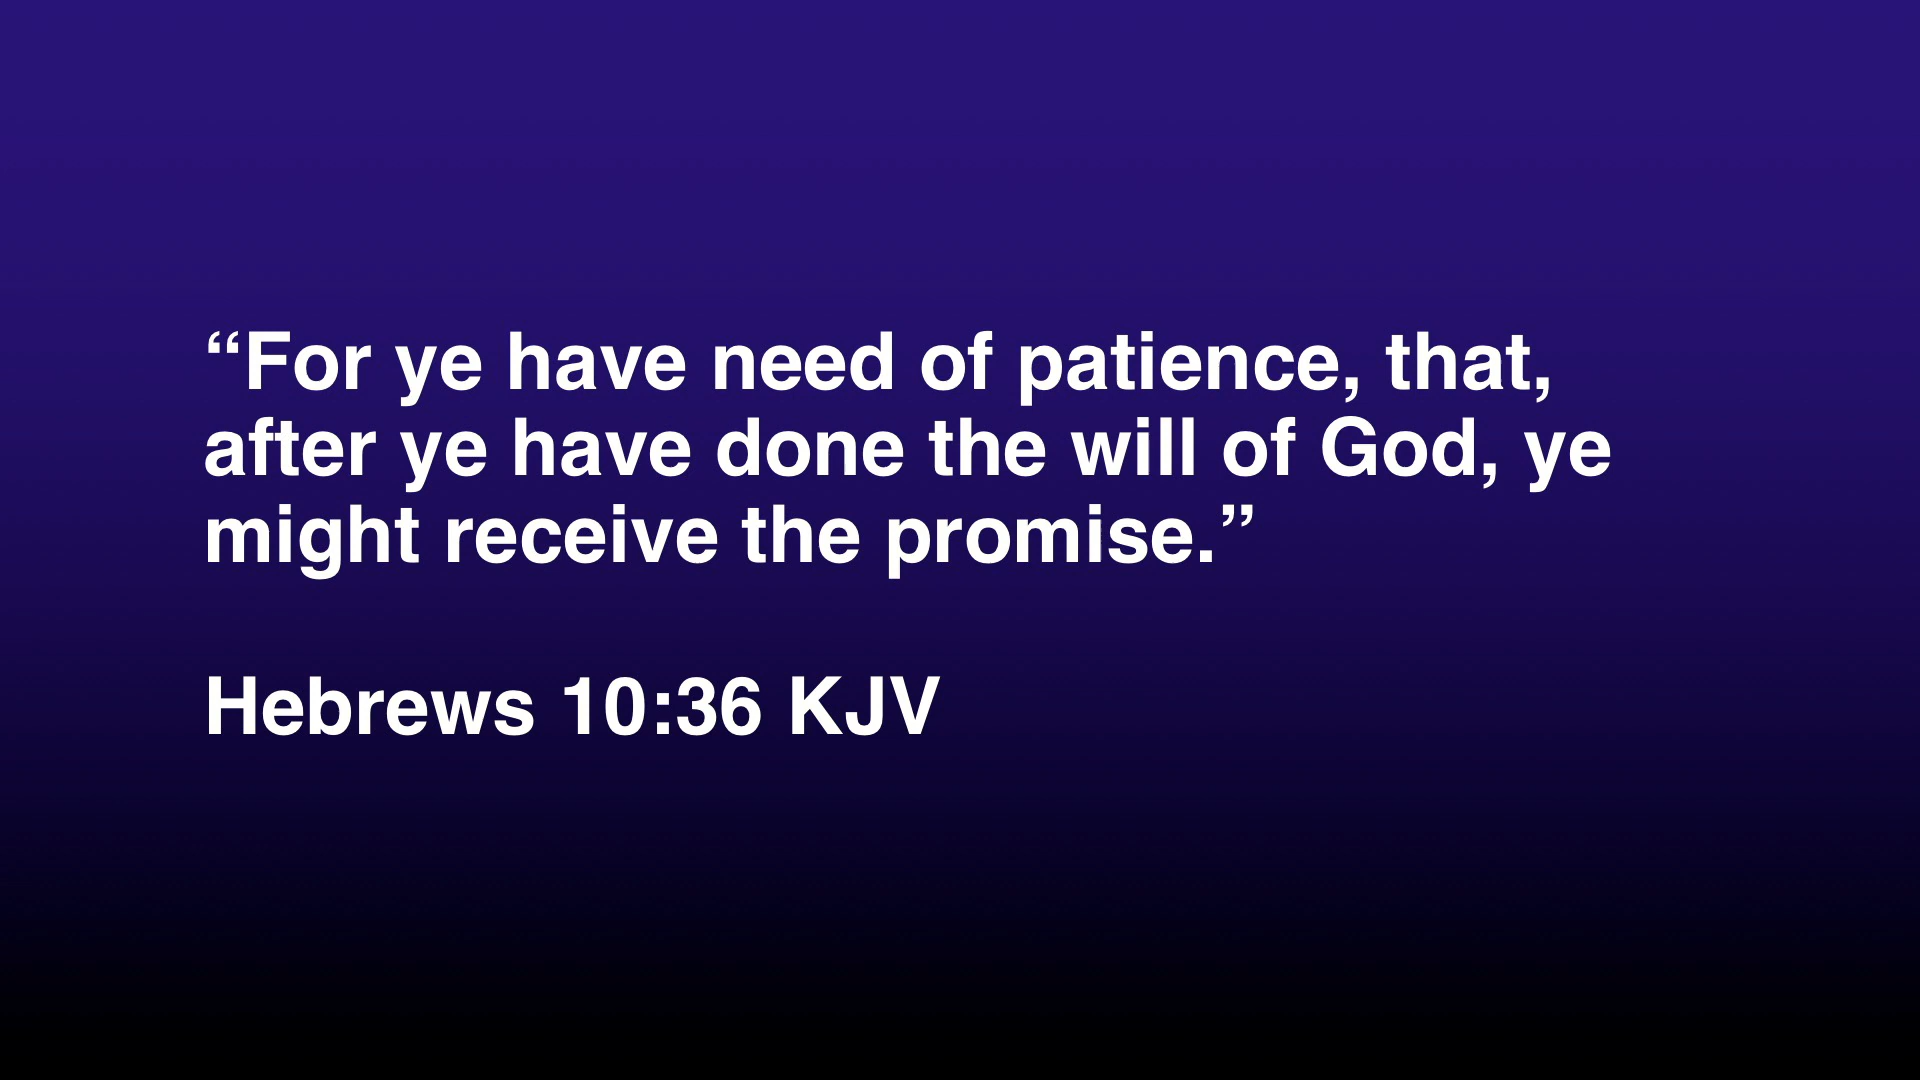 “For ye have need of patience, that,
after ye have done the will of God, ye
might receive the promise.”
Hebrews 10:36 KJV